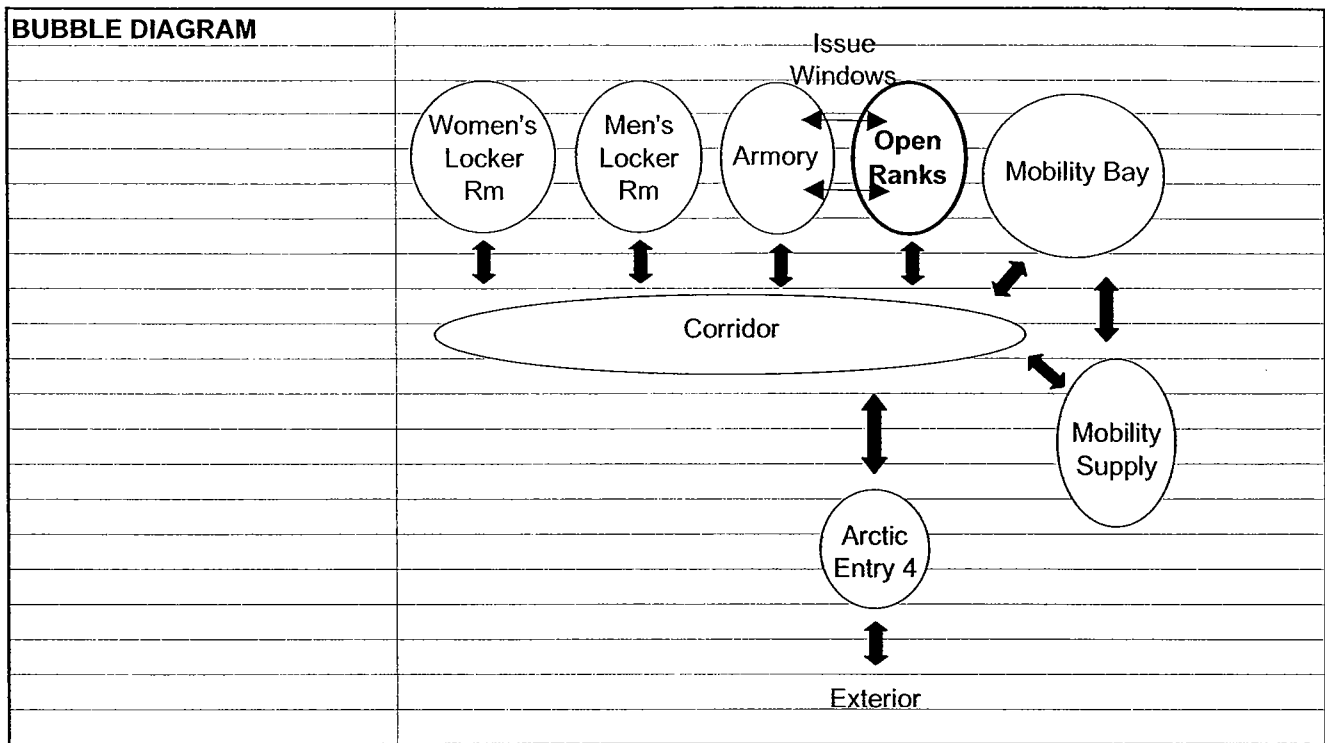 BUBBLE DIAGRAM
Issue
Windows
Women's
Locker
Rm
Men's
Locker
Rm
Armory
Open
Ranks
Mobility Bay
Corridor
Mobility
Supply
Arctic
Entry 4
Exterior